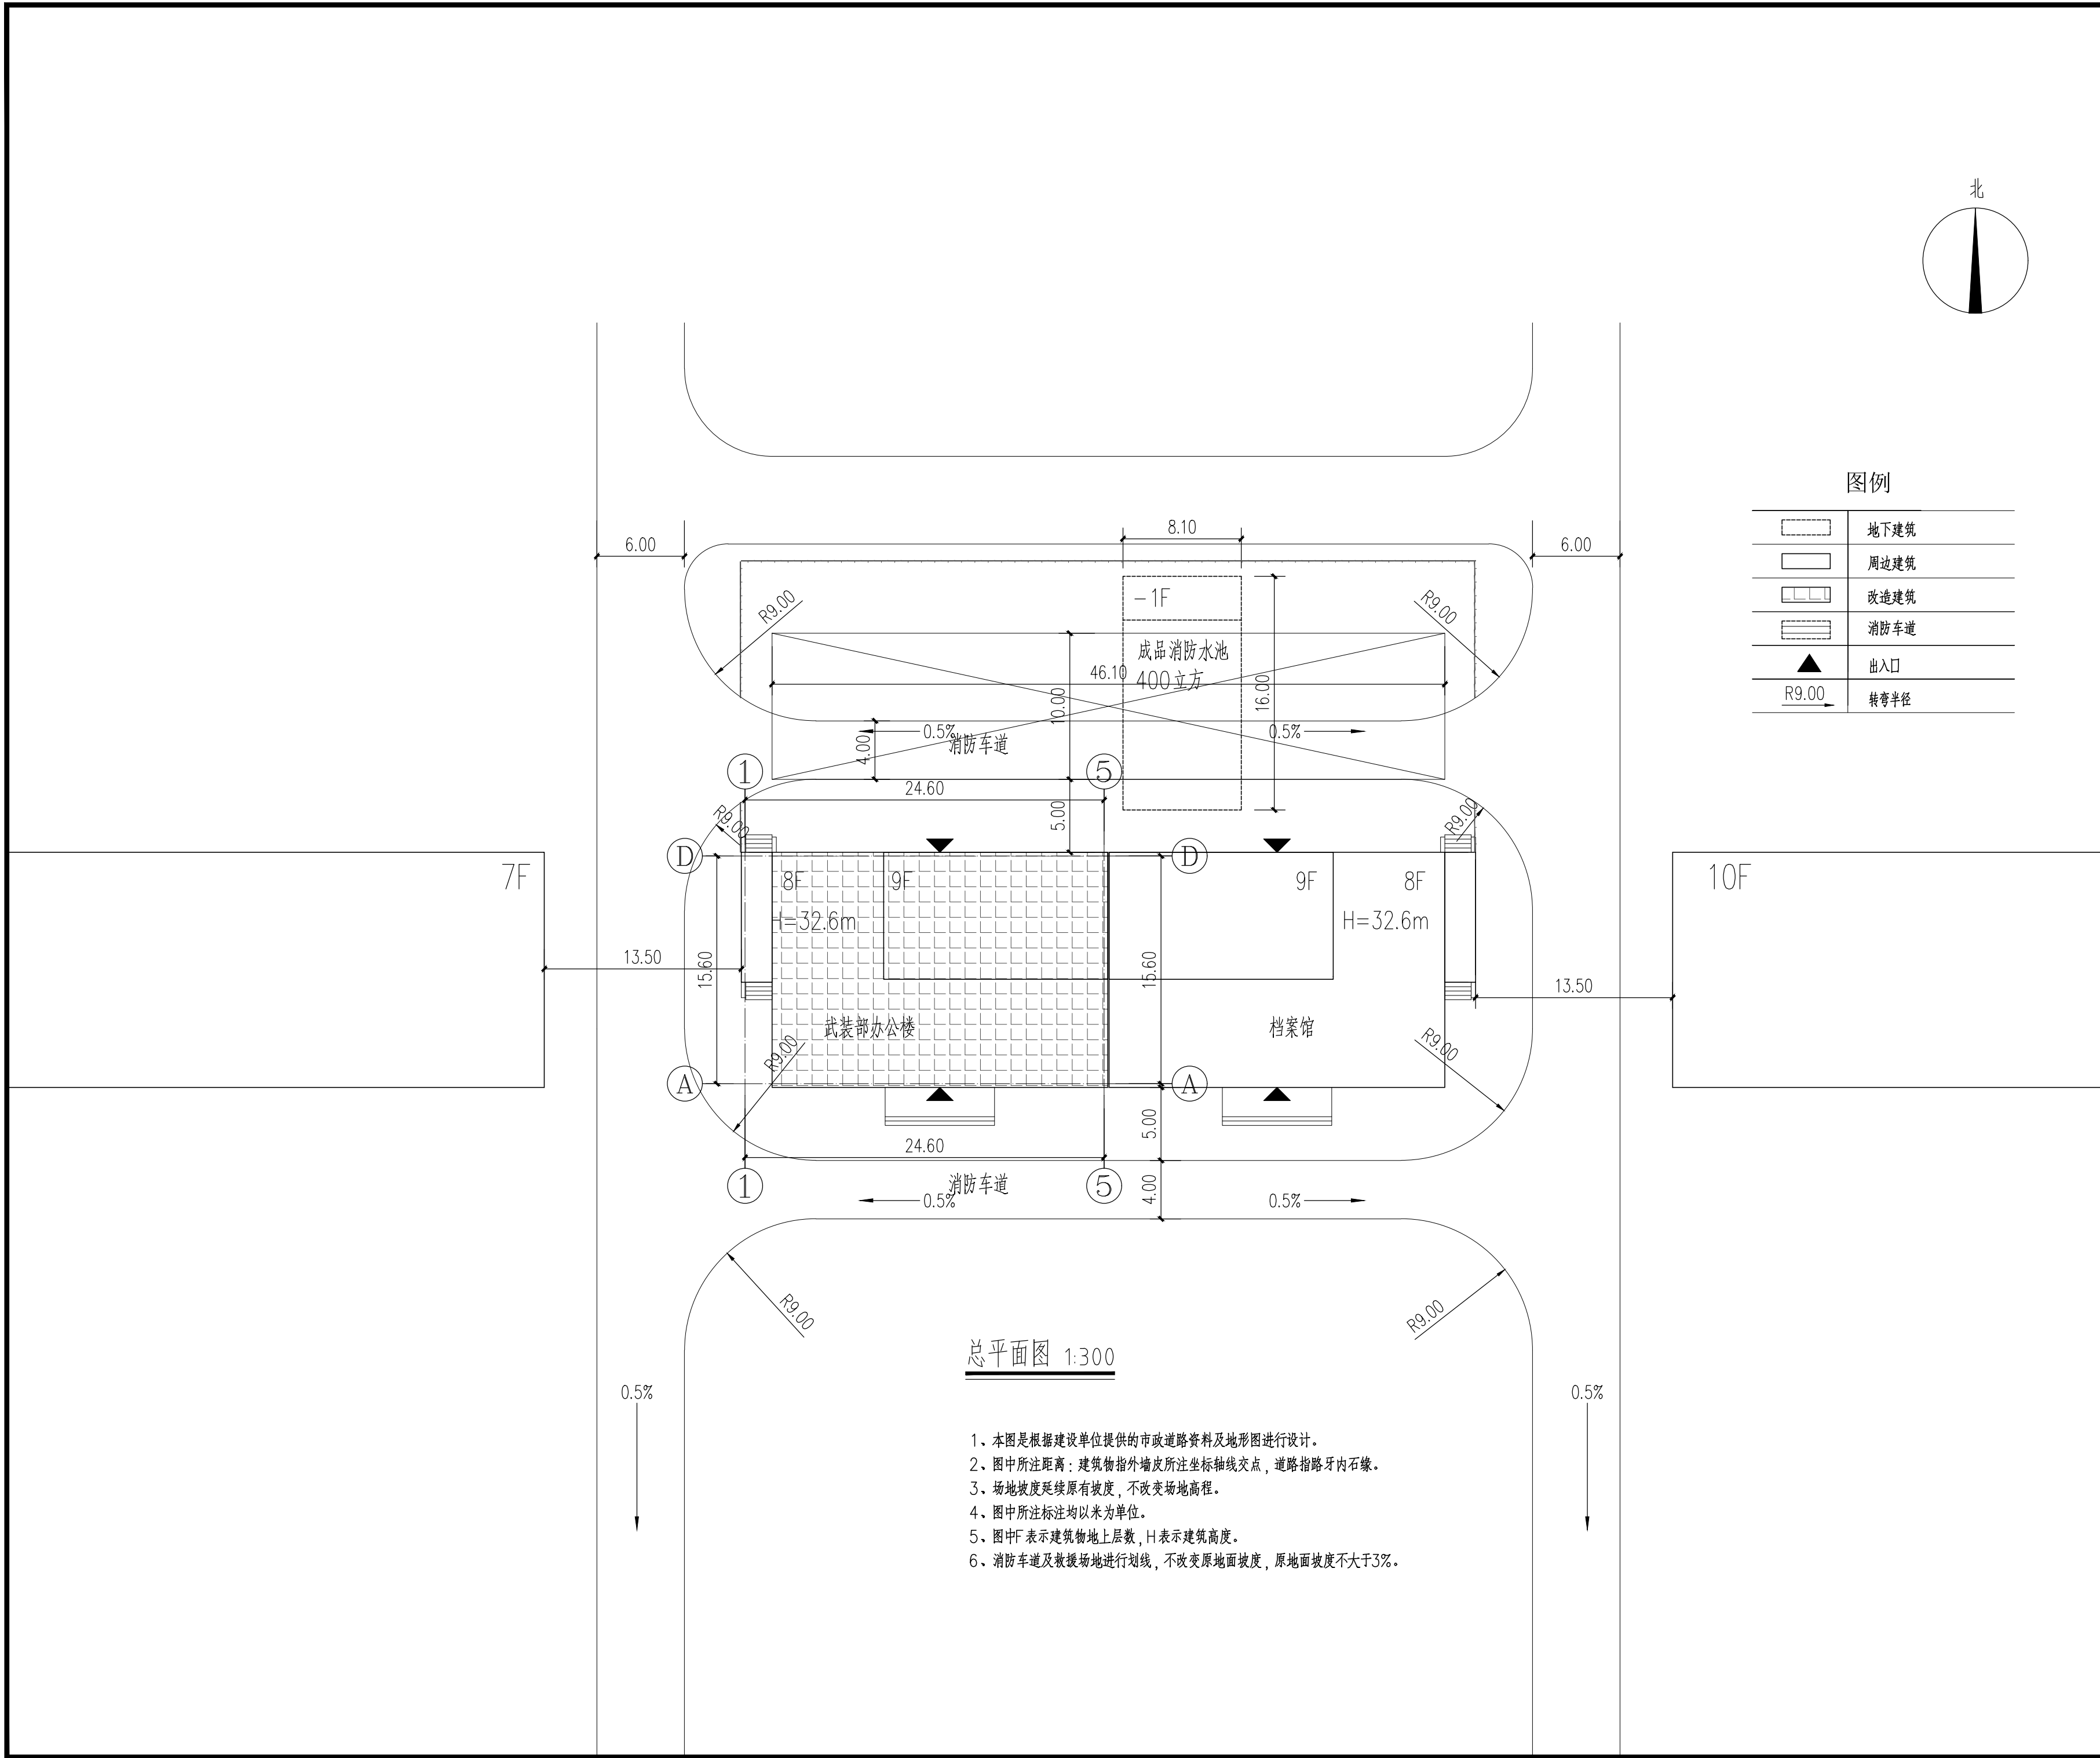 北
图例
地下建筑
周边建筑
改造建筑
消防车道
出入口
R9.00 转弯半径
6.00
8.10
6.00
-1F
R9.00
R9.00
成品消防水池
46.10
400立方
10.00
16.00
0.5%
0.5%
消防车道
4.00
1
5
24.60
5.00
R9.00
R9.00
D
D
7F
8F
9F
9F
8F
10F
H=32.6m
H=32.6m
13.50
15.60
15.60
13.50
武装部办公楼
档案馆
R9.00
R9.00
A
A
5.00
24.60
1
5
消防车道
4.00
0.5%
0.5%
R9.00
R9.00
总平面图 1:300
0.5%
0.5%
1、本图是根据建设单位提供的市政道路资料及地形图进行设计。
2、图中所注距离：建筑物指外墙皮所注坐标轴线交点，道路指路牙内石缘。
3、场地坡度延续原有坡度，不改变场地高程。
4、图中所注标注均以米为单位。
5、图中F表示建筑物地上层数，H表示建筑高度。
6、消防车道及救援场地进行划线，不改变原地面坡度，原地面坡度不大于3%。